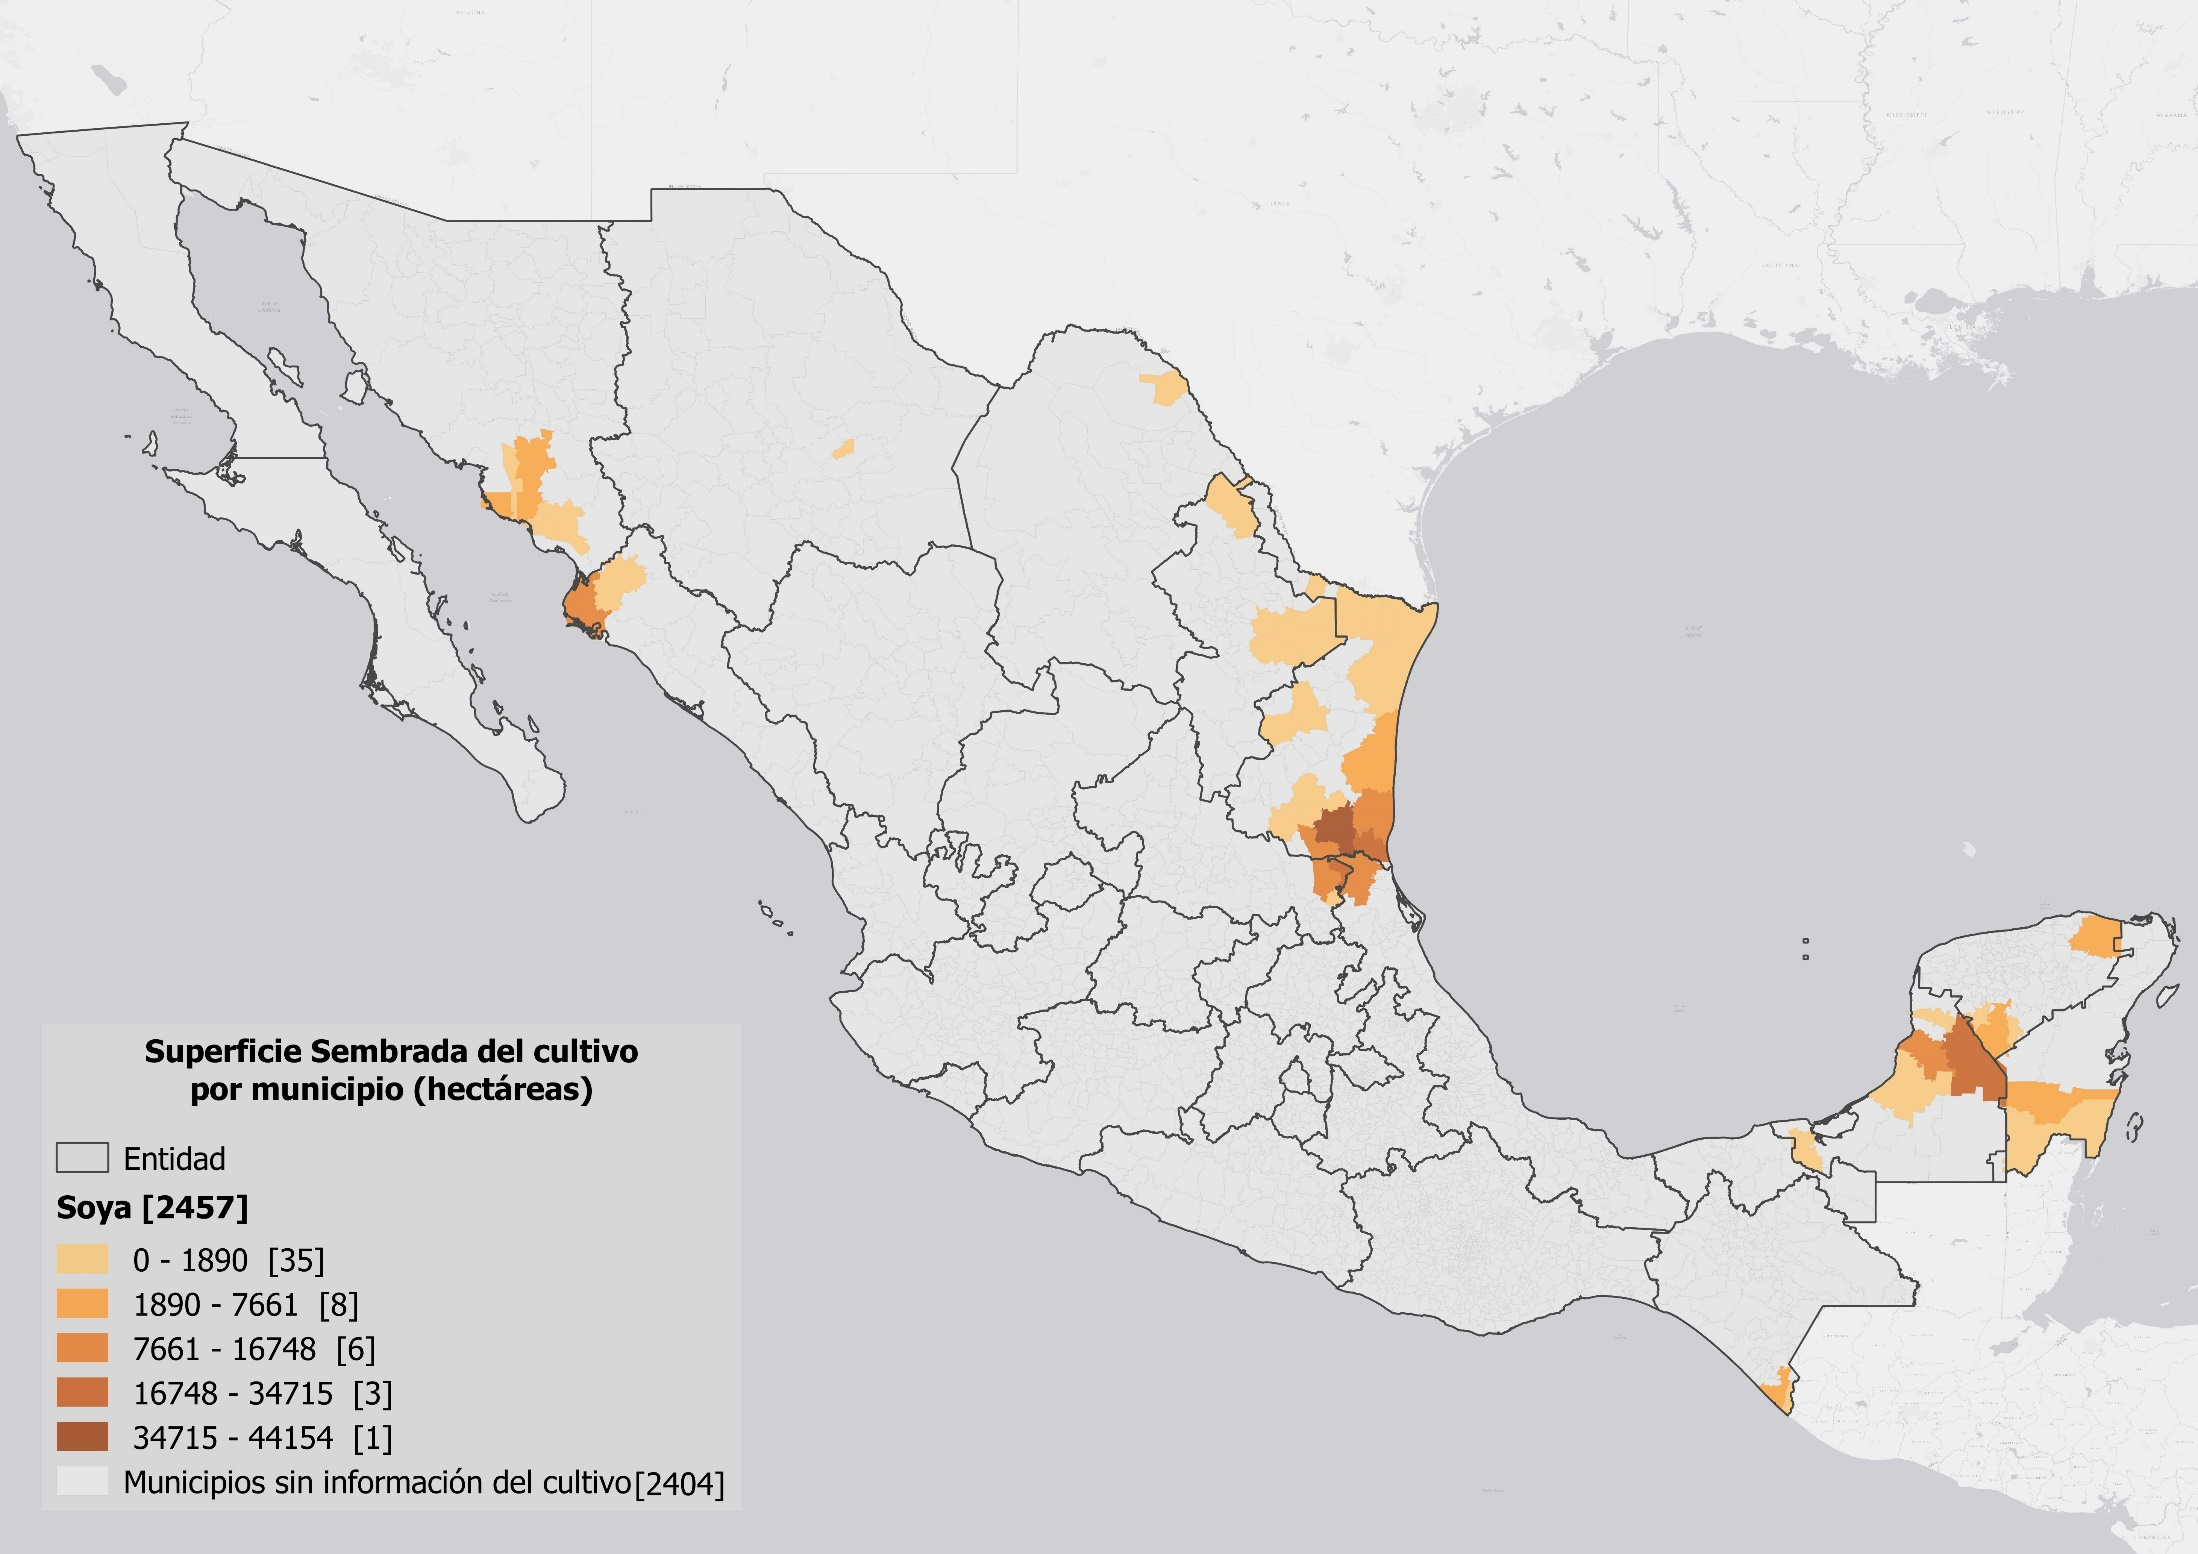 Superficie Sembrada del cultivo
por municipio (hectáreas)
Entidad
Soya [2457]
0 - 1890 [35]
1890 - 7661 [8]
7661 - 16748 [6]
16748 - 34715 [3]
34715 - 44154 [1]
Municipios sin información del cultivo [2404]